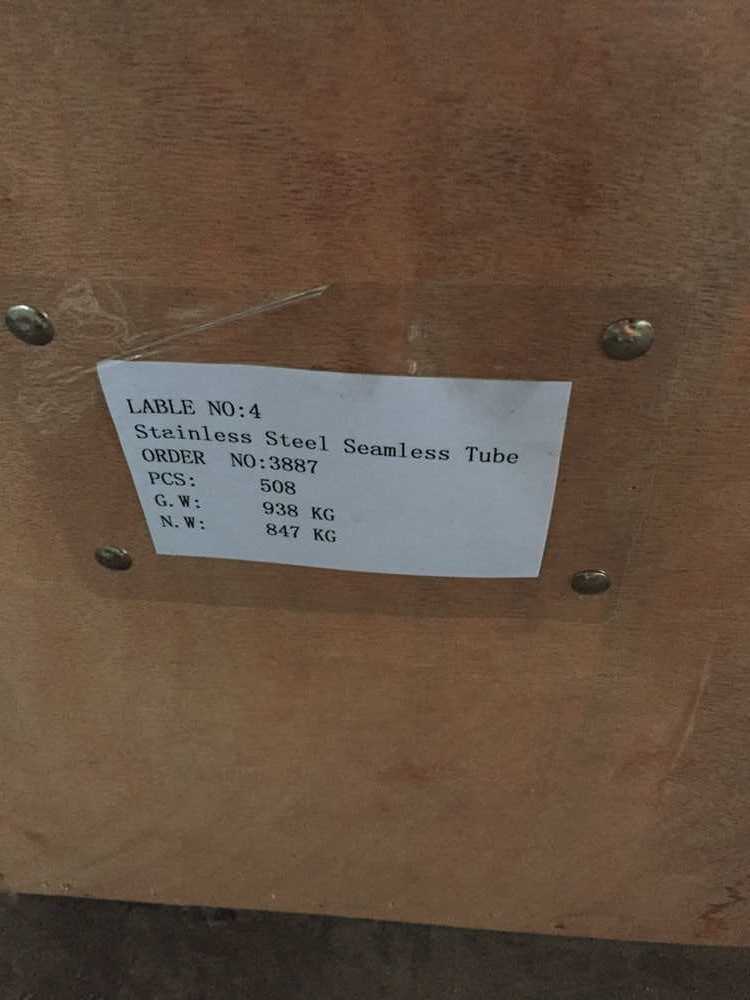 LABLE NO:4
Stainless Steel Seamless Tube
ORDER NO:3887
PCS: 508
G.W: 938 KG
N.W: 847 KG